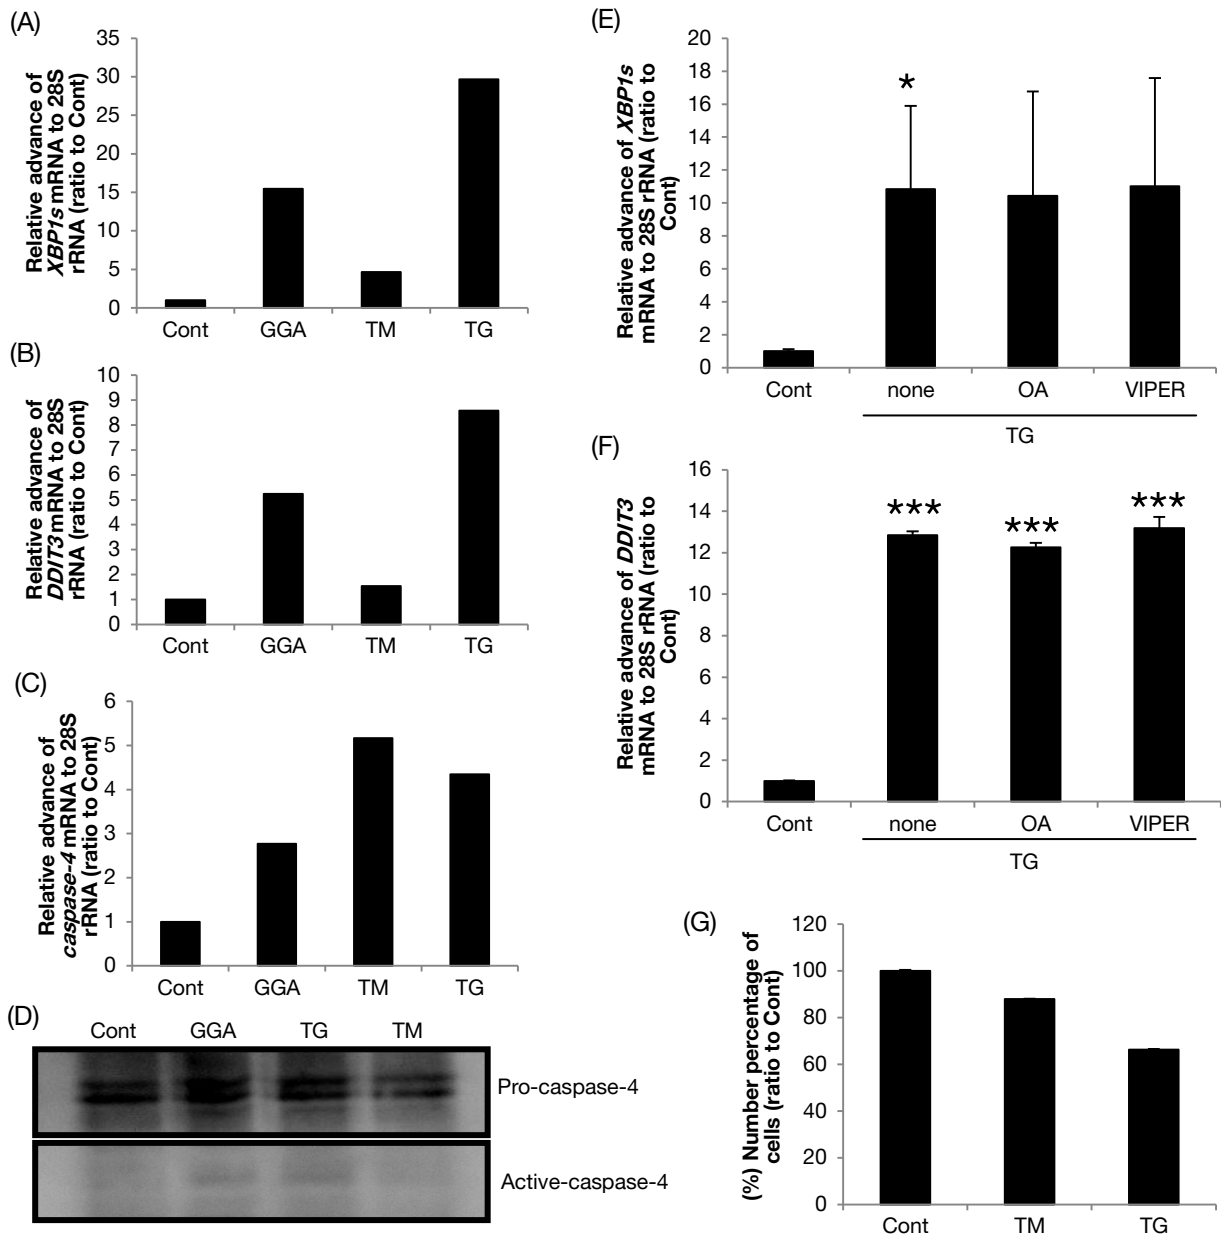 (A)
Relative advance of
XBP1s mRNA to 28S
rRNA (ratio to Cont)
35
30
25
20
15
10
5
0
Cont GGA TM TG
(B)
Relative advance of
DDIT3 mRNA to 28S
rRNA (ratio to Cont)
10
9
8
7
6
5
4
3
2
1
0
Cont GGA TM TG
(C)
Relative advance of
caspase-4 mRNA to 28S
rRNA (ratio to Cont)
6
5
4
3
2
1
0
Cont GGA TM TG
(D)
Cont GGA TG TM
Pro-caspase-4
Active-caspase-4
(E)
Relative advance of XBP1s
mRNA to 28S rRNA (ratio to
Cont)
20
18
16
14
12
10
8
6
4
2
0
*
Cont none OA VIPER
TG
(F)
Relative advance of DDIT3
mRNA to 28S rRNA (ratio to
Cont)
16
14
12
10
8
6
4
2
0
*** *** ***
Cont none OA VIPER
TG
(G)
(%) Number percentage of
cells (ratio to Cont)
120
100
80
60
40
20
0
Cont TM TG